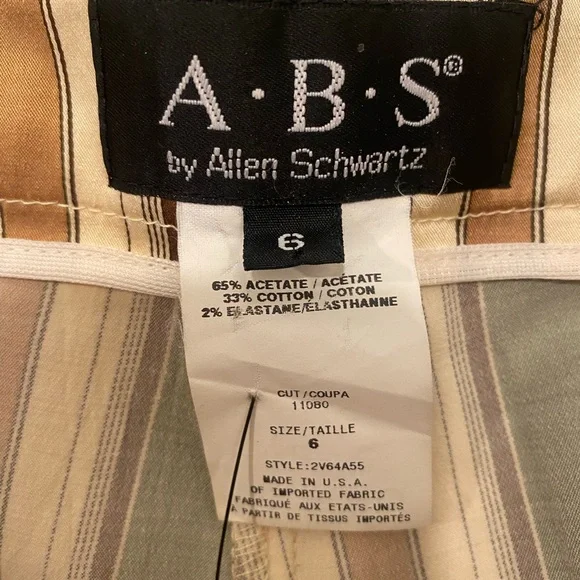 A·B·S®
by Allen Schwartz
6
65% ACETATE / ACÉTATE
33% COTTON / COTON
2% ELASTANE/ELASTHANNE
CUT/COUPA
11080
SIZE/TAILLE
6
STYLE:2V64A55
MADE IN U.S.A.
OF IMPORTED FABRIC
FABRIQUÉ AUX ETATS-UNIS
A PARTIR DE TISSUS IMPORTÉS